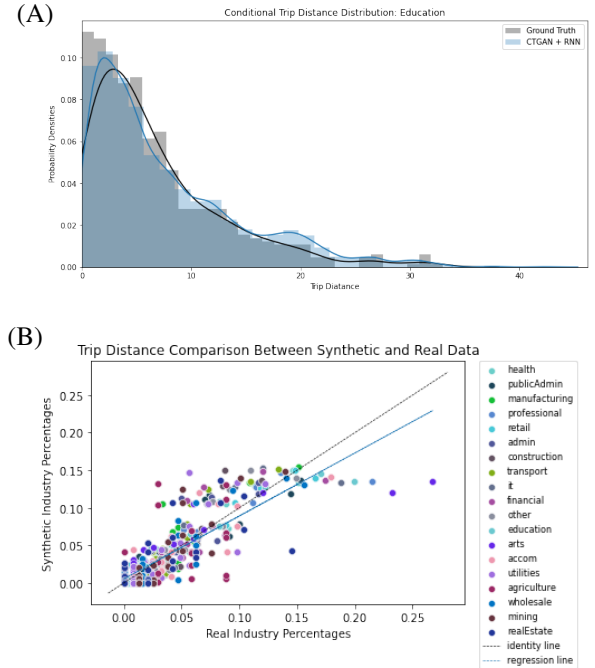 (A)
Conditional Trip Distance Distribution: Education
Ground Truth
CTGAN + RNN
Probability Densities
0.10
0.08
0.06
0.04
0.02
0.00
0 10 20 30 40
Trip Diatance
(B)
Trip Distance Comparison Between Synthetic and Real Data
Synthetic Industry Percentages
0.25
0.20
0.15
0.10
0.05
0.00
0.00 0.05 0.10 0.15 0.20 0.25
Real Industry Percentages
health
publicAdmin
manufacturing
professional
retail
admin
construction
transport
it
financial
other
education
arts
accom
utilities
agriculture
wholesale
mining
realEstate
identity line
regression line